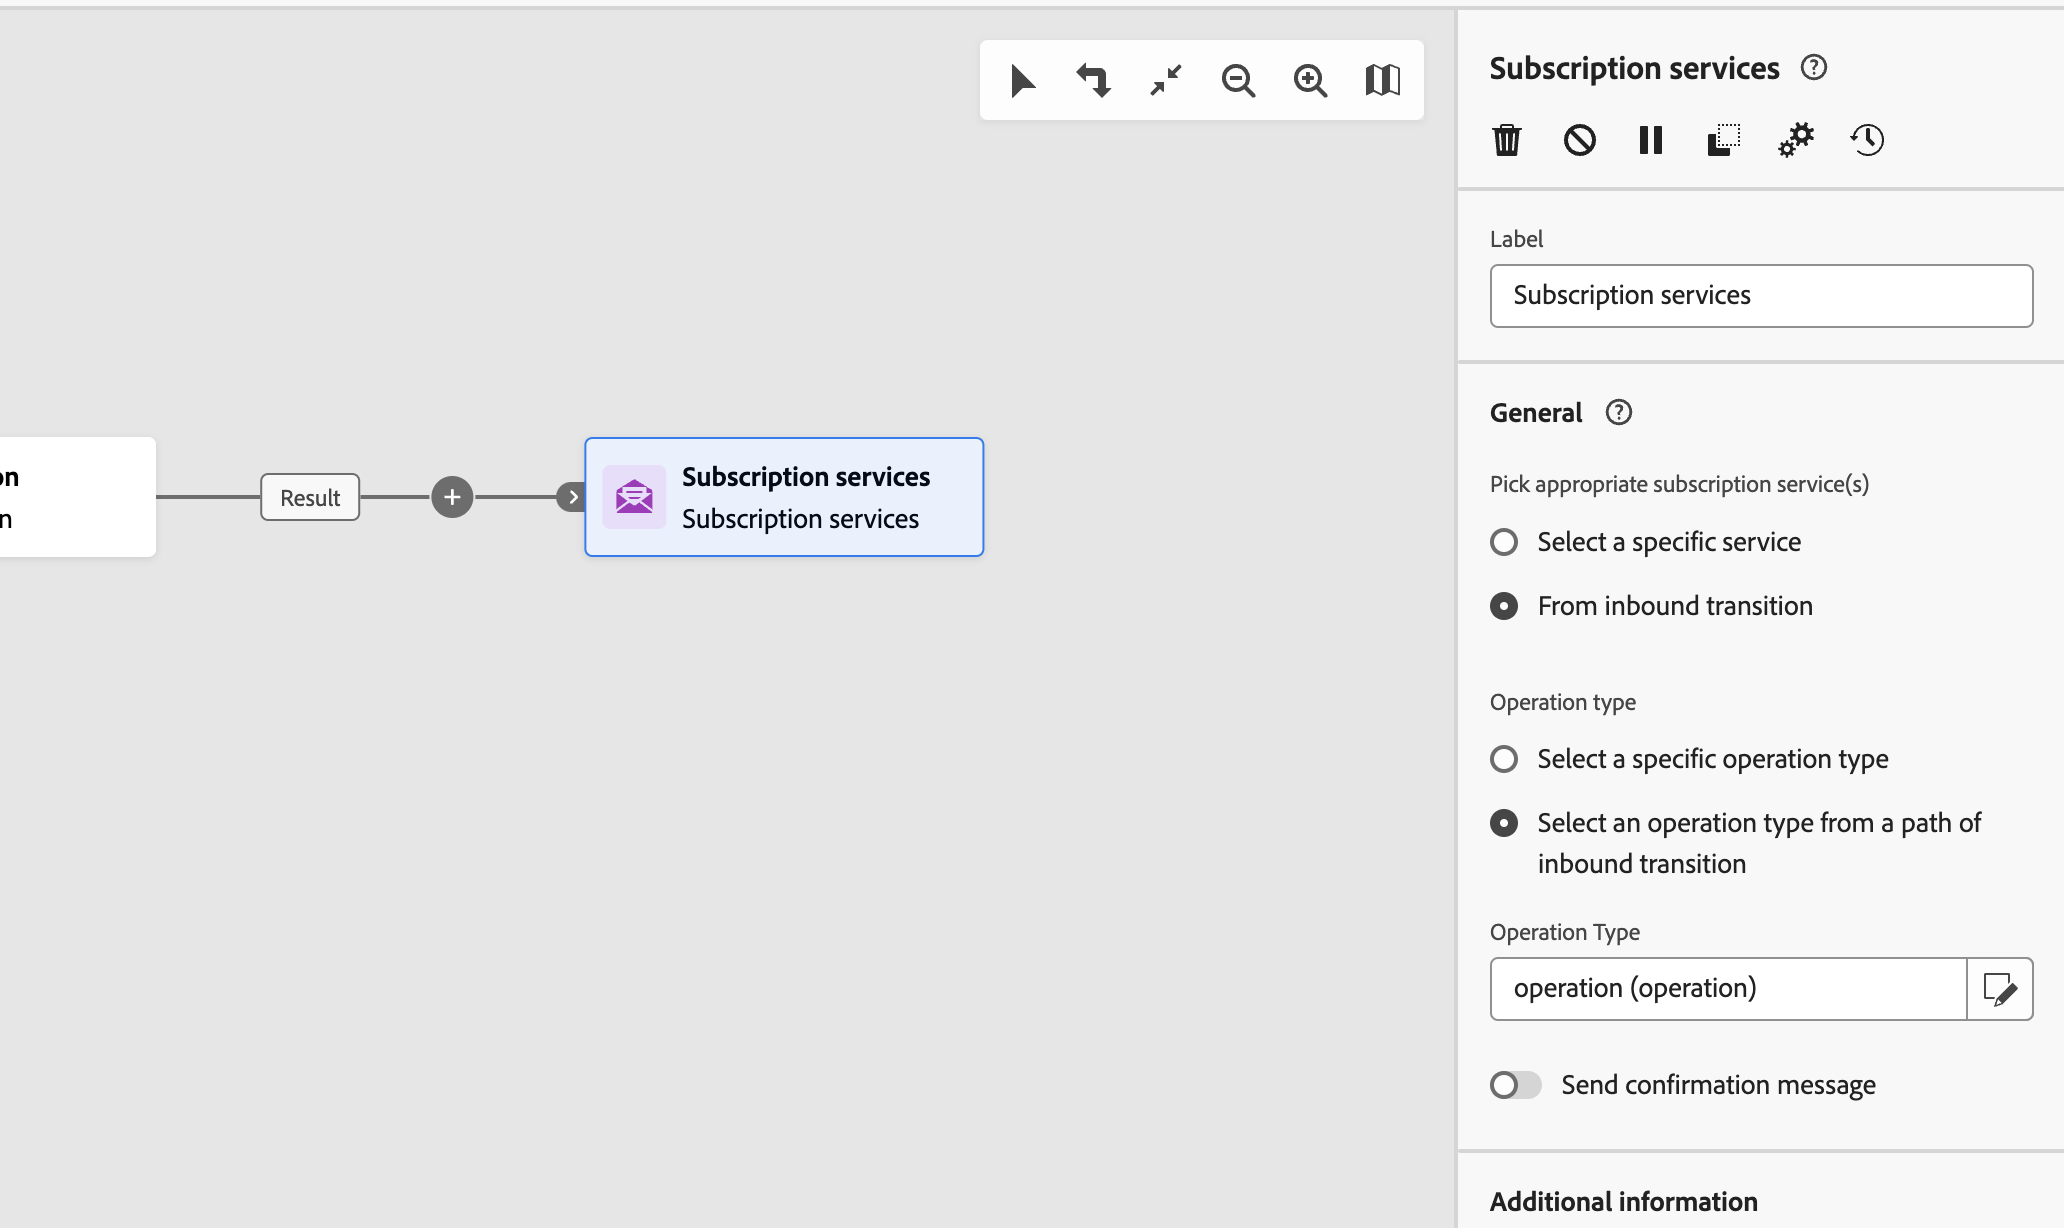 Subscription services
Label
Subscription services
General
Pick appropriate subscription service(s)
Select a specific service
From inbound transition
Operation type
Select a specific operation type
Select an operation type from a path of
inbound transition
Operation Type
operation (operation)
Send confirmation message
Additional information
on
n
Result
Subscription services
Subscription services